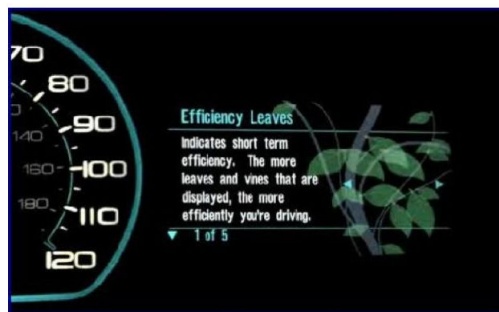 70
80
90
100
110
120
140
160
180
Efficiency Leaves
Indicates short term
efficiency. The more
leaves and vines that are
displayed, the more
efficiently you're driving.
1 of 5